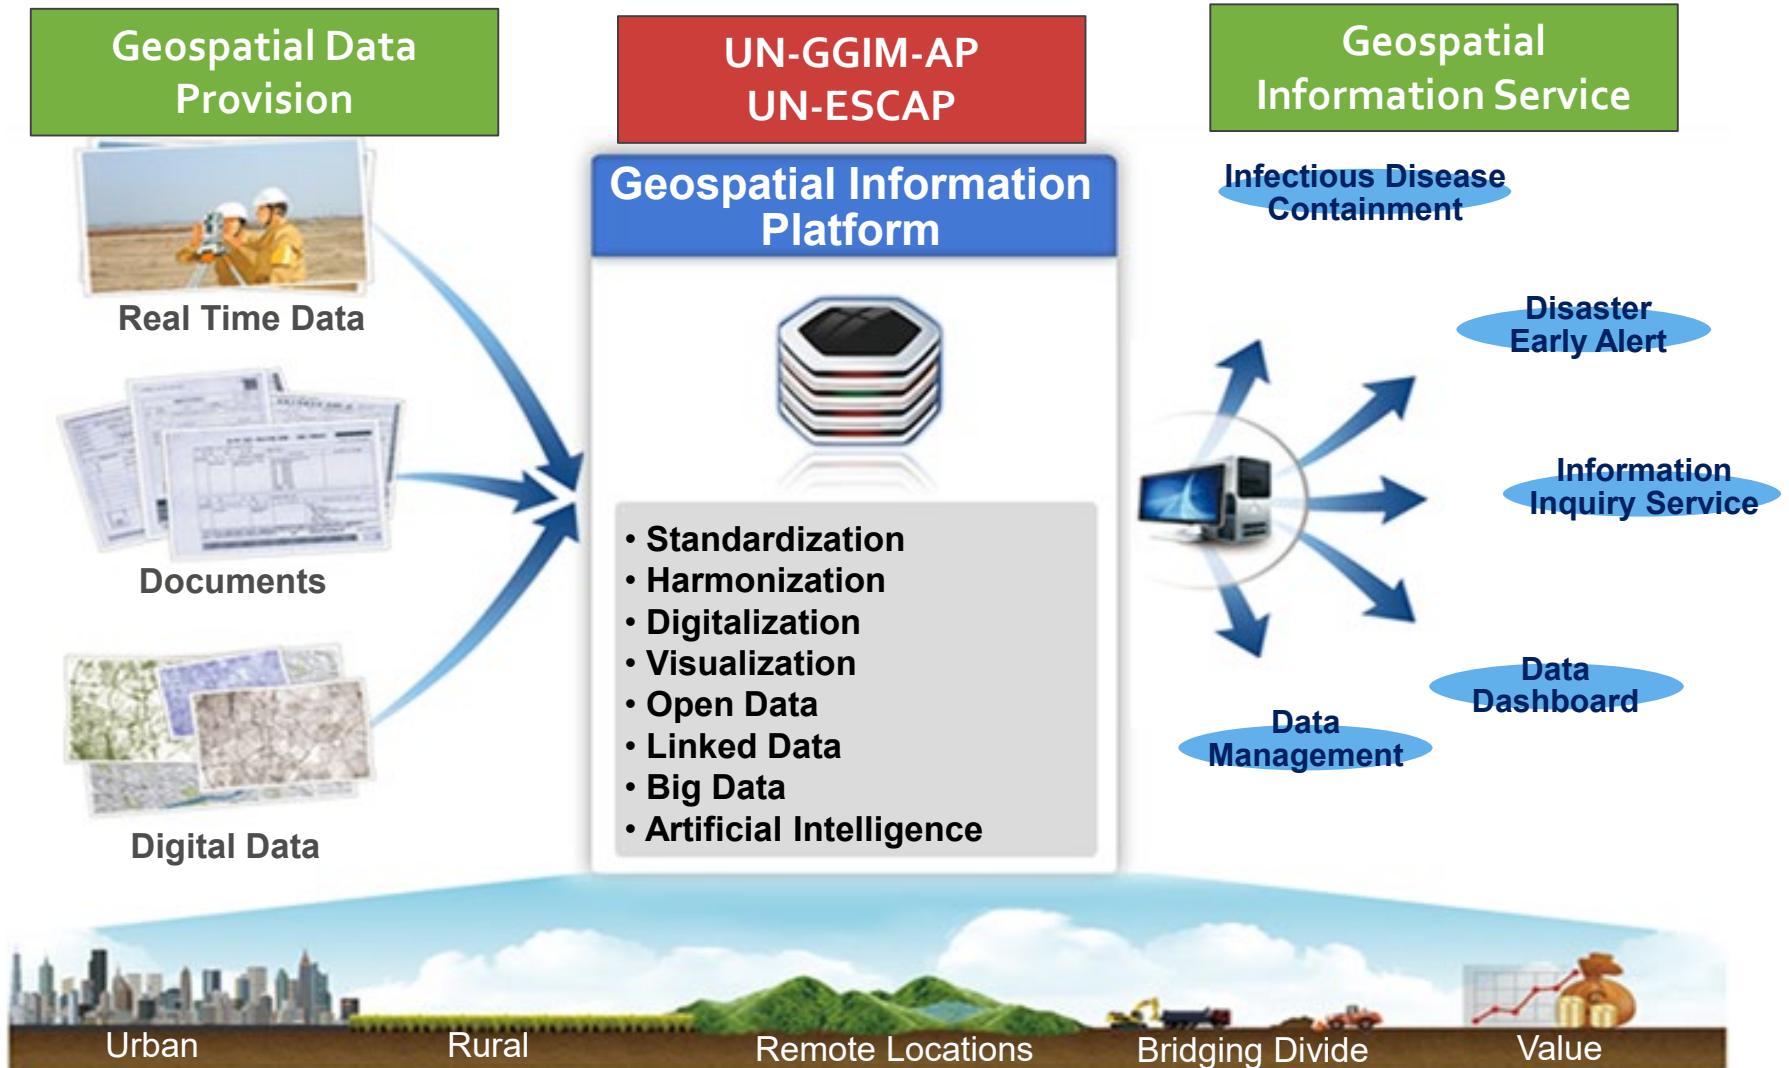 Geospatial Data
Provision
UN-GGIM-AP
UN-ESCAP
Geospatial
Information Service
Real Time Data
Documents
Digital Data
Geospatial Information
Platform
• Standardization
• Harmonization
• Digitalization
• Visualization
• Open Data
• Linked Data
• Big Data
• Artificial Intelligence
Infectious Disease
Containment
Disaster
Early Alert
Information
Inquiry Service
Data
Dashboard
Data
Management
Urban
Rural
Remote Locations
Bridging Divide
Value